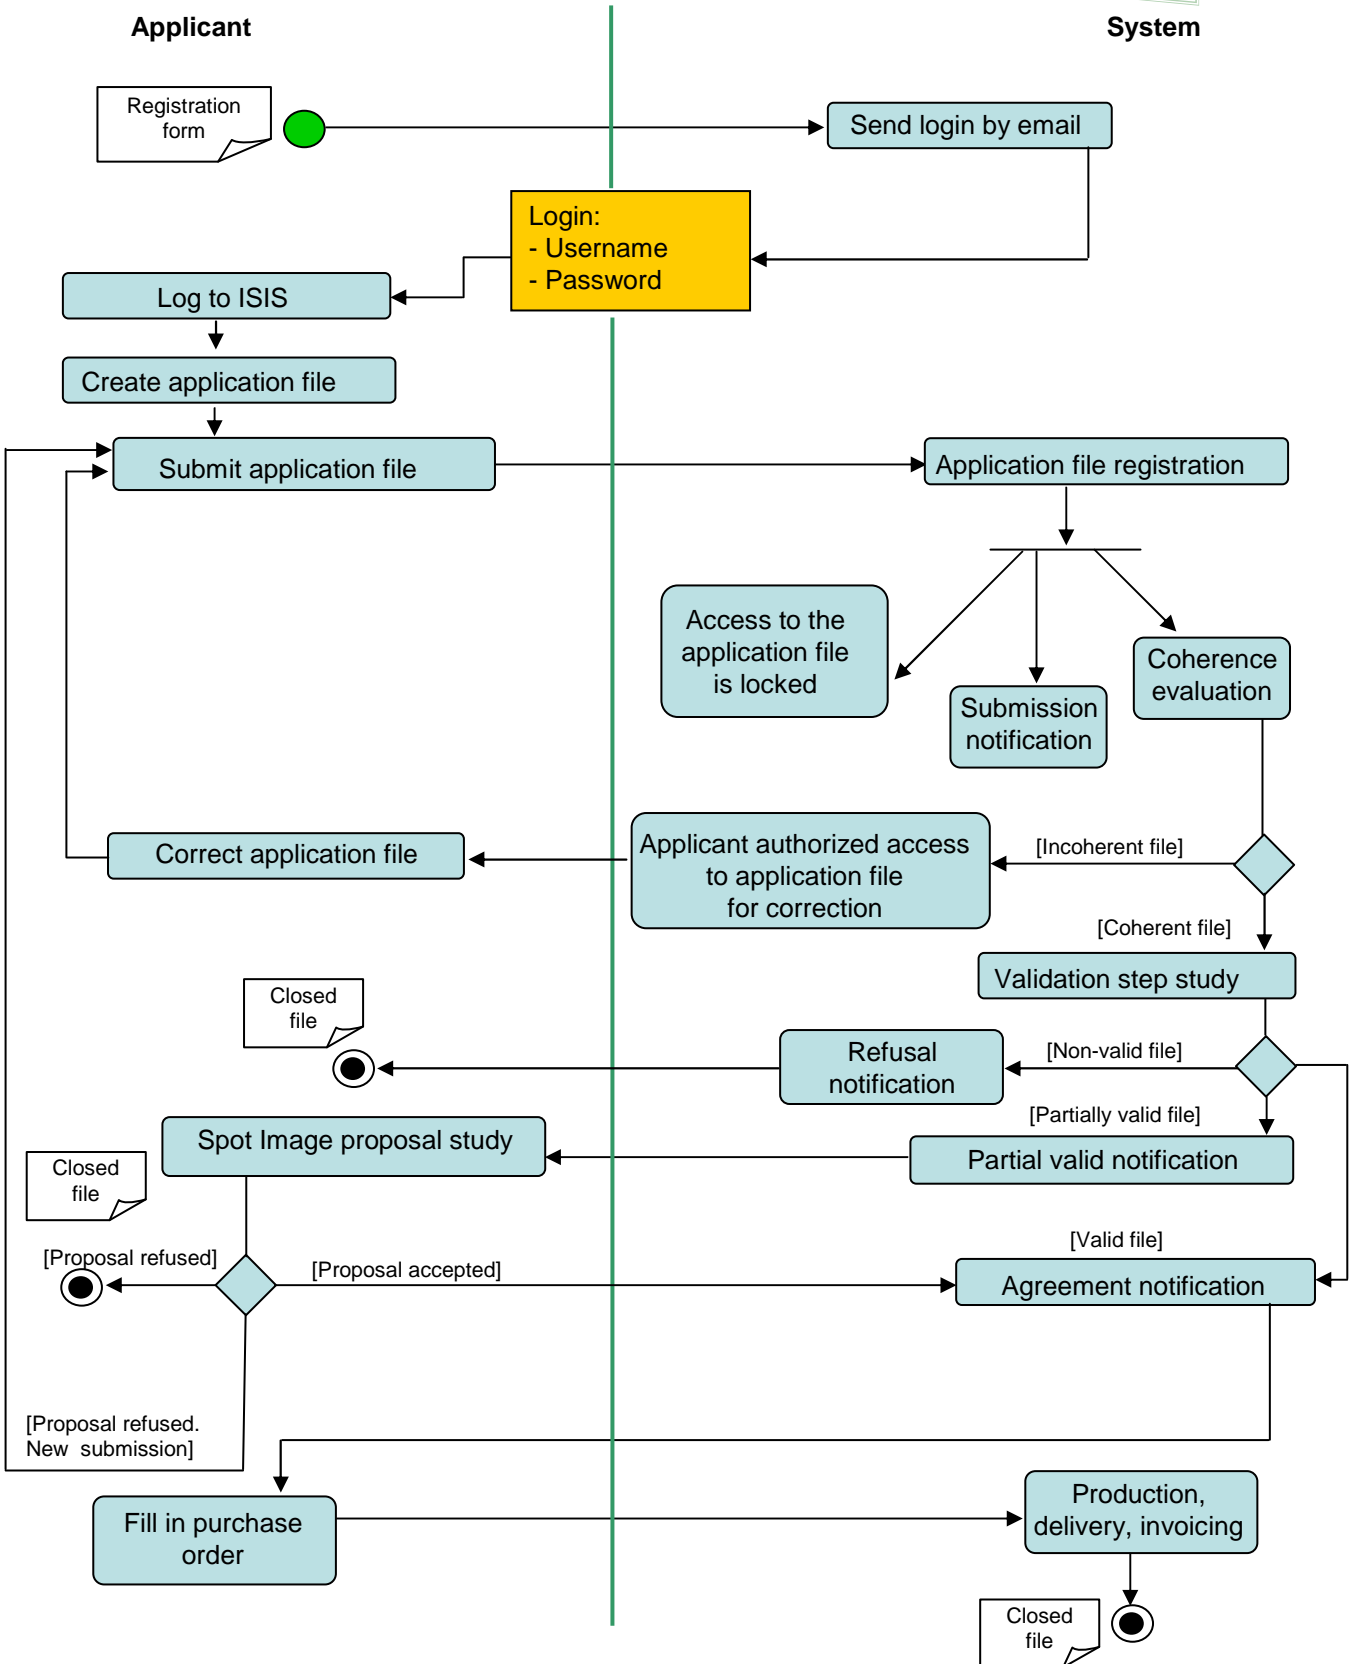 Applicant
System
Registration
form
Send login by email
Login:
- Username
- Password
Log to ISIS
Create application file
Submit application file
Application file registration
Access to the
application file
is locked
Submission
notification
Coherence
evaluation
Correct application file
Applicant authorized access
to application file
for correction
[Incoherent file]
[Coherent file]
Validation step study
Closed
file
Refusal
notification
[Non-valid file]
[Partially valid file]
Spot Image proposal study
Partial valid notification
Closed
file
[Proposal refused]
[Proposal accepted]
[Valid file]
Agreement notification
[Proposal refused.
New  submission]
Fill in purchase
order
Production,
delivery, invoicing
Closed
file